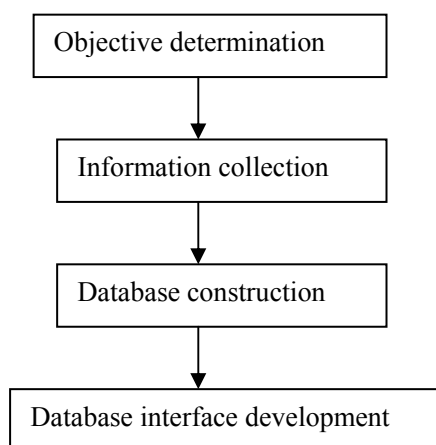 Objective determination
Information collection
Database construction
Database interface development